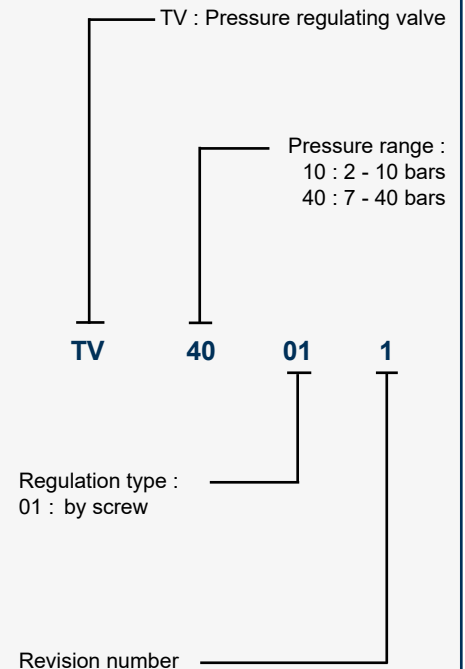 TV : Pressure regulating valve
Pressure range :
10 : 2 - 10 bars
40 : 7 - 40 bars
TV 40 01 1
Regulation type :
01 : by screw
Revision number